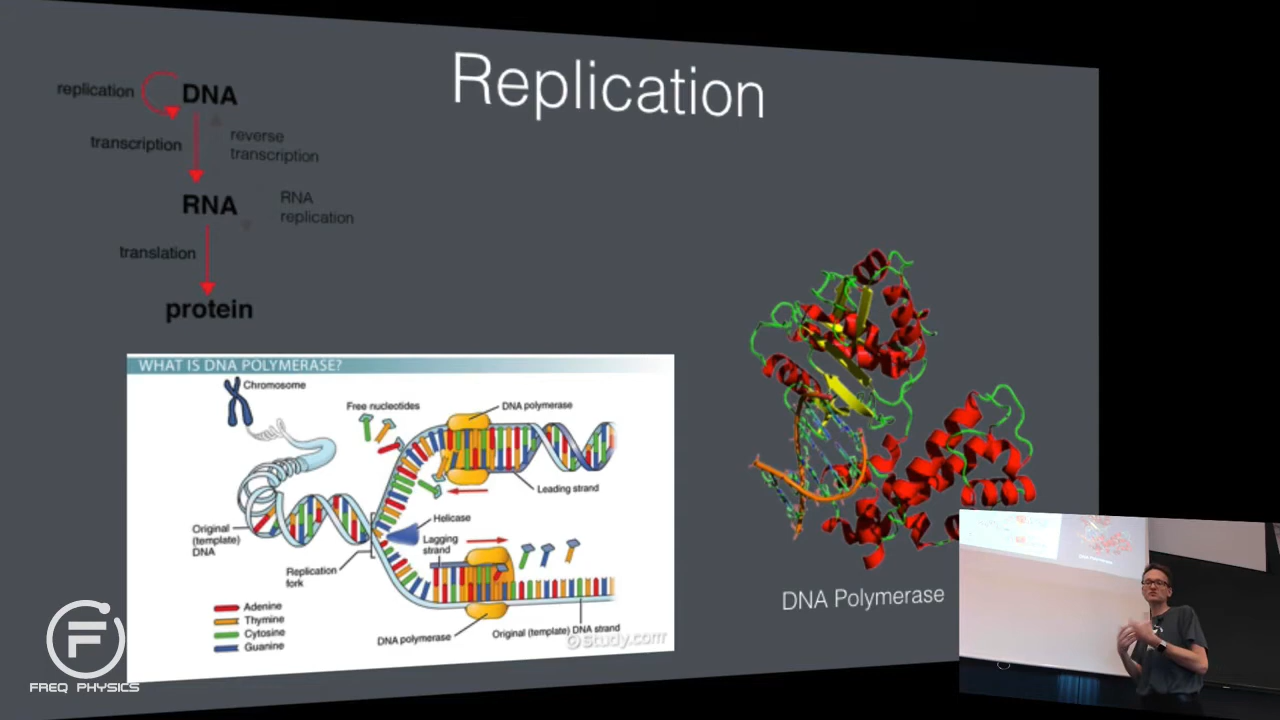 Replication
replication
DNA
transcription
reverse
transcription
RNA
RNA
replication
translation
protein
WHAT IS DNA POLYMERASE?
Chromosome
Free nucleotides
DNA polymerase
Leading strand
Original
(template)
DNA
Helicase
Lagging
strand
Replication
fork
Adenine
Thymine
Cytosine
Guanine
DNA polymerase
Original (template) DNA strand
©study.com
DNA Polymerase
F
FREQ PHYSICS